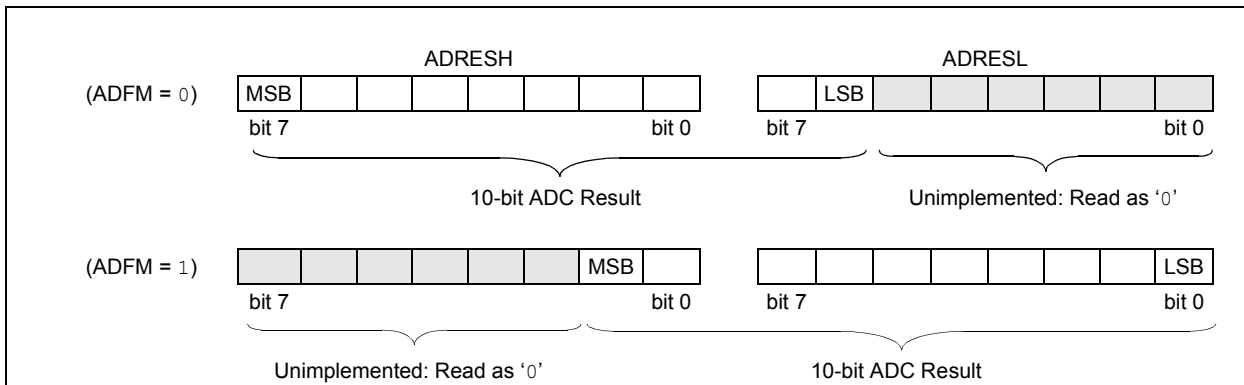 ADRESH ADRESL
(ADFM = 0) MSB LSB
bit 7 bit 0 bit 7 bit 0
10-bit ADC Result Unimplemented: Read as ‘0’
(ADFM = 1) MSB LSB
bit 7 bit 0 bit 7 bit 0
Unimplemented: Read as ‘0’ 10-bit ADC Result